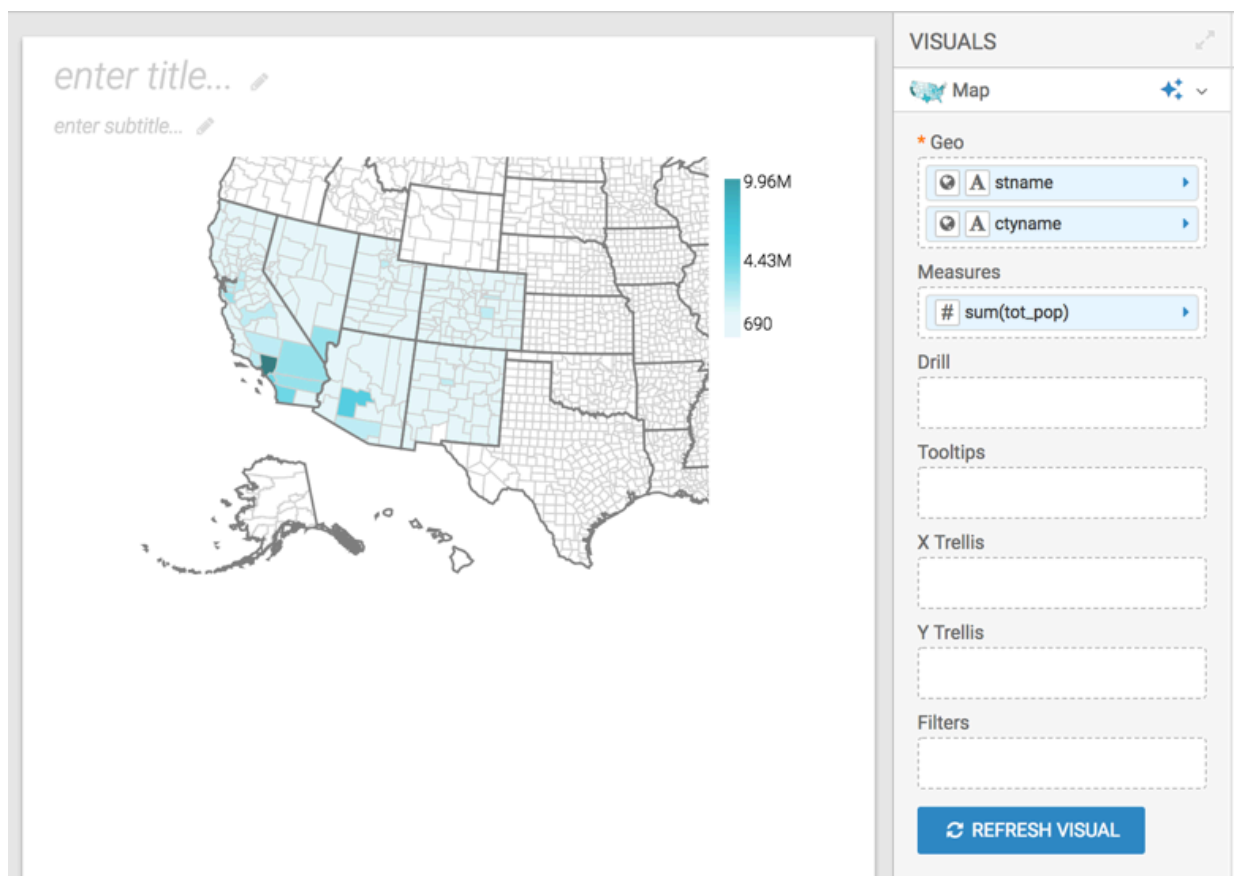 enter title...
enter subtitle...
9.96M
4.43M
690
VISUALS
Map
* Geo
A stname
A ctyname
Measures
# sum(tot_pop)
Drill
Tooltips
X Trellis
Y Trellis
Filters
REFRESH VISUAL